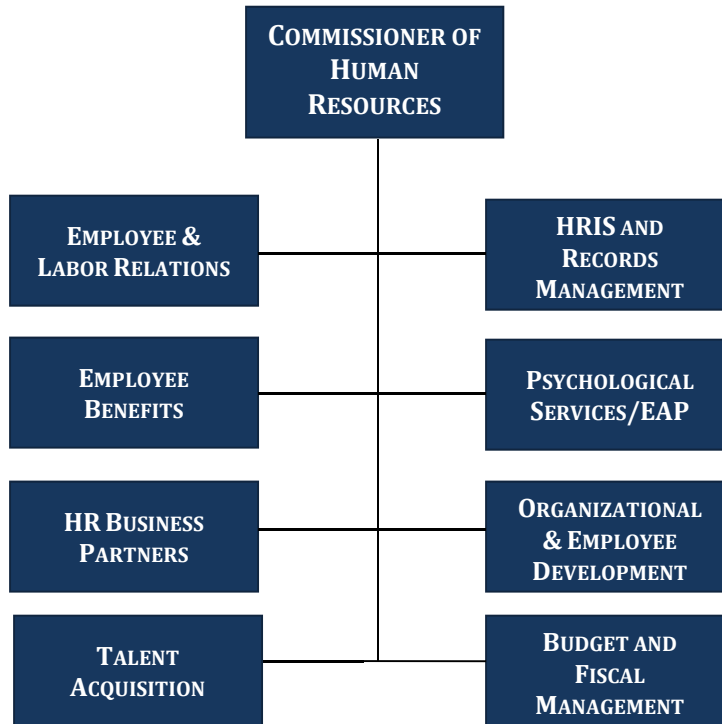 COMMISSIONER OF
HUMAN
RESOURCES
EMPLOYEE &
LABOR RELATIONS
HRIS AND
RECORDS
MANAGEMENT
EMPLOYEE
BENEFITS
PSYCHOLOGICAL
SERVICES/EAP
HR BUSINESS
PARTNERS
ORGANIZATIONAL
& EMPLOYEE
DEVELOPMENT
TALENT
ACQUISITION
BUDGET AND
FISCAL
MANAGEMENT